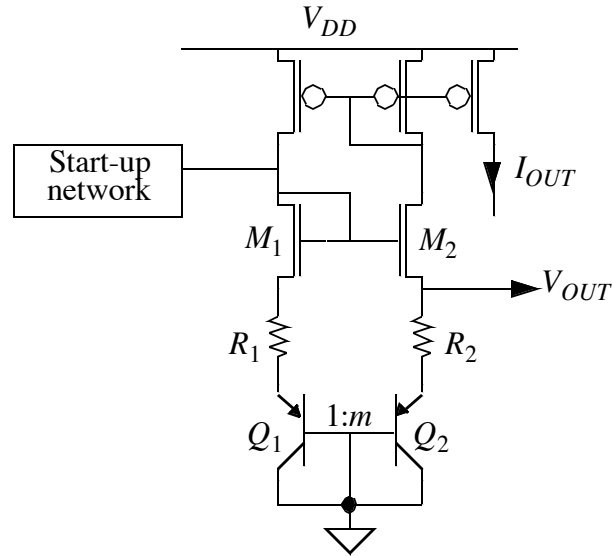 V_DD
Start-up
network
I_OUT
M_1
M_2
V_OUT
R_1
R_2
1:m
Q_1
Q_2